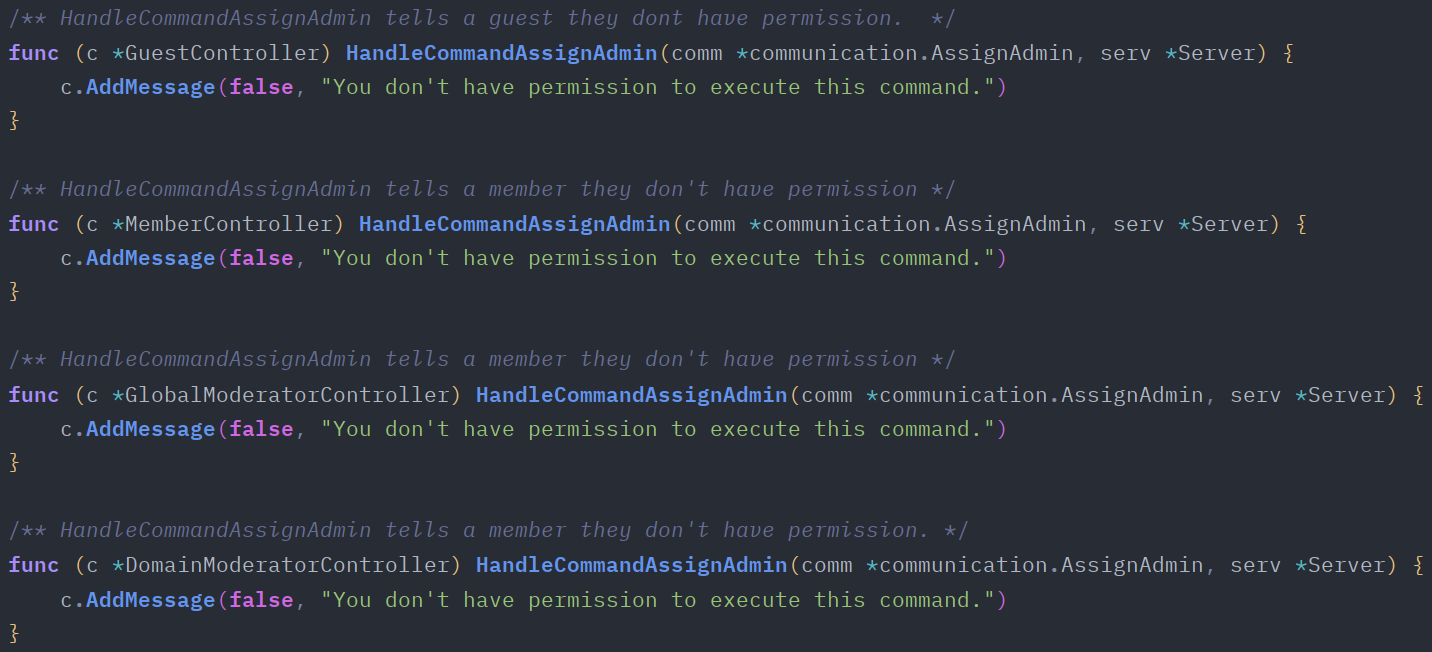 /** HandleCommandAssignAdmin tells a guest they dont have permission.  */
func (c *GuestController) HandleCommandAssignAdmin(comm *communication.AssignAdmin, serv *Server) {
    c.AddMessage(false, "You don't have permission to execute this command.")
}

/** HandleCommandAssignAdmin tells a member they don't have permission */
func (c *MemberController) HandleCommandAssignAdmin(comm *communication.AssignAdmin, serv *Server) {
    c.AddMessage(false, "You don't have permission to execute this command.")
}

/** HandleCommandAssignAdmin tells a member they don't have permission */
func (c *GlobalModeratorController) HandleCommandAssignAdmin(comm *communication.AssignAdmin, serv *Server) {
    c.AddMessage(false, "You don't have permission to execute this command.")
}

/** HandleCommandAssignAdmin tells a member they don't have permission. */
func (c *DomainModeratorController) HandleCommandAssignAdmin(comm *communication.AssignAdmin, serv *Server) {
    c.AddMessage(false, "You don't have permission to execute this command.")
}